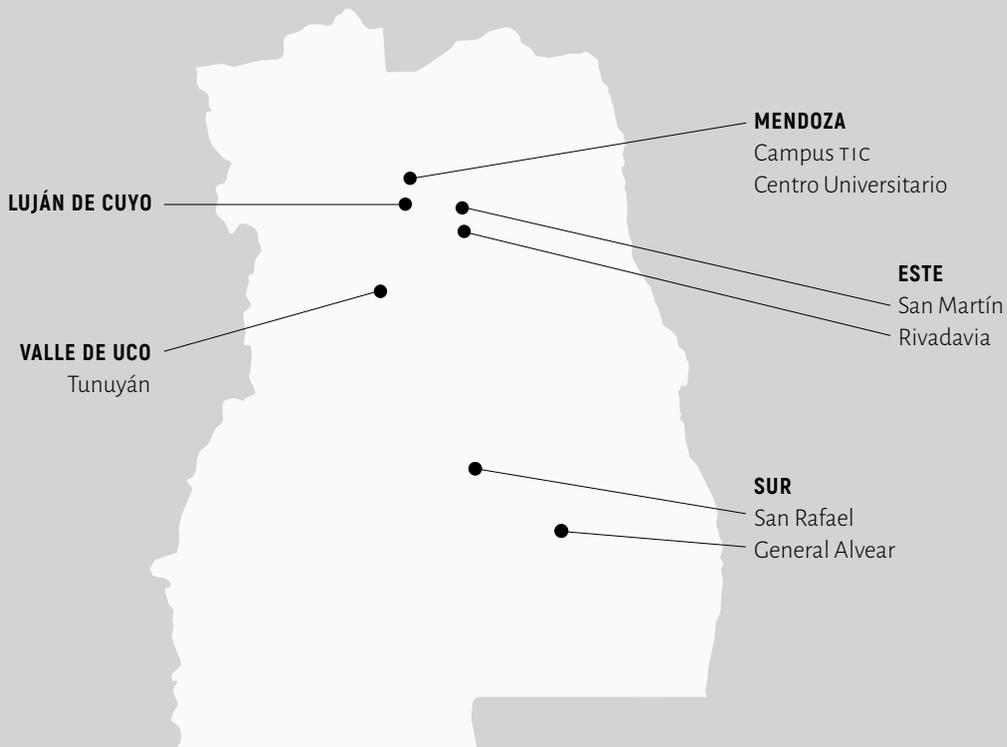 MENDOZA
Campus TIC
Centro Universitario
LUJÁN DE CUYO
ESTE
San Martín
Rivadavia
VALLE DE UCO
Tunuyán
SUR
San Rafael
General Alvear